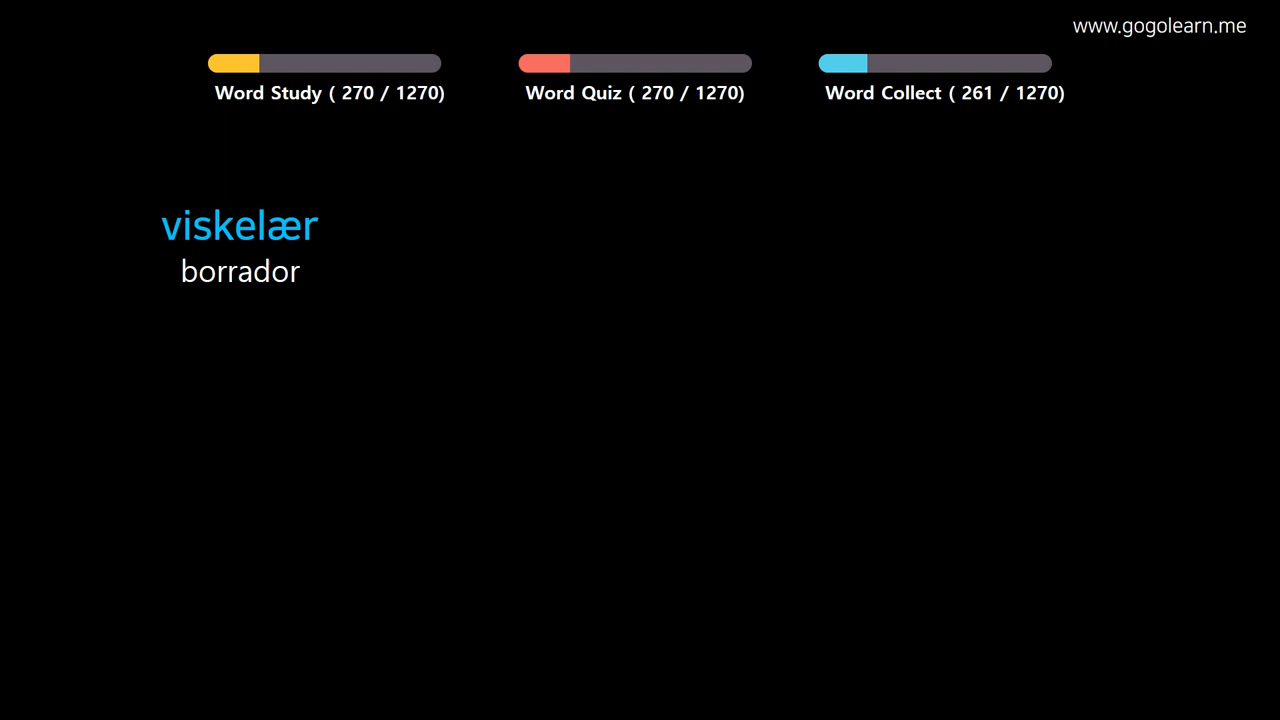 www.gogolearn.me
Word Study ( 270 / 1270)
Word Quiz ( 270 / 1270)
Word Collect ( 261 / 1270)
viskelær
borrador